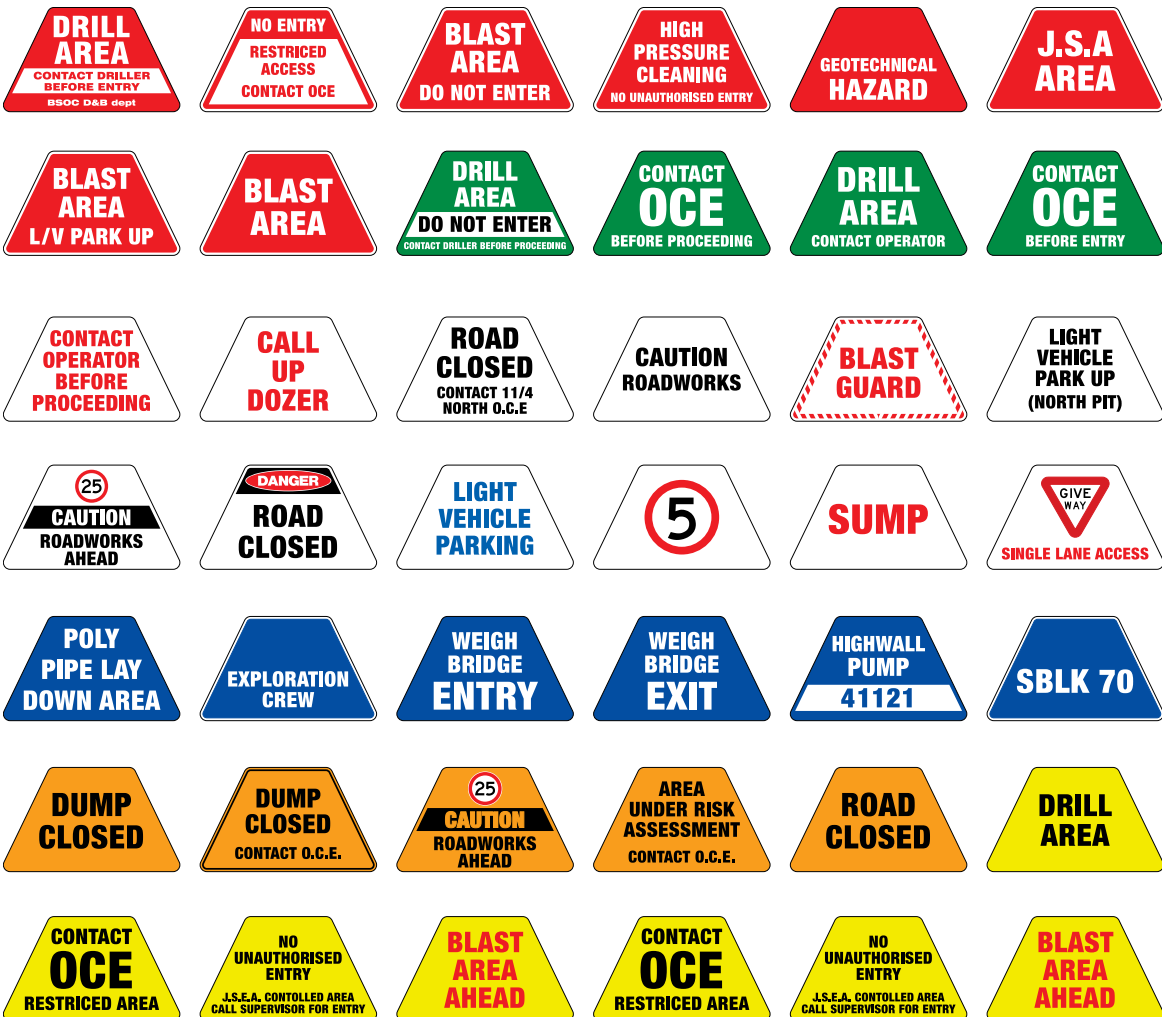 DRILL
AREA
CONTACT DRILLER
BEFORE ENTRY
BSOC D&B dept
NO ENTRY
RESTRICED
ACCESS
CONTACT OCE
BLAST
AREA
DO NOT ENTER
HIGH
PRESSURE
CLEANING
NO UNAUTHORISED ENTRY
GEOTECHNICAL
HAZARD
J.S.A
AREA
BLAST
AREA
L/V PARK UP
BLAST
AREA
DRILL
AREA
DO NOT ENTER
CONTACT DRILLER BEFORE PROCEEDING
CONTACT
OCE
BEFORE PROCEEDING
DRILL
AREA
CONTACT OPERATOR
CONTACT
OCE
BEFORE ENTRY
CONTACT
OPERATOR
BEFORE
PROCEEDING
CALL
UP
DOZER
ROAD
CLOSED
CONTACT 11/4
NORTH O.C.E
CAUTION
ROADWORKS
BLAST
GUARD
LIGHT
VEHICLE
PARK UP
(NORTH PIT)
25
CAUTION
ROADWORKS
AHEAD
DANGER
ROAD
CLOSED
LIGHT
VEHICLE
PARKING
5
SUMP
GIVE
WAY
SINGLE LANE ACCESS
POLY
PIPE LAY
DOWN AREA
EXPLORATION
CREW
WEIGH
BRIDGE
ENTRY
WEIGH
BRIDGE
EXIT
HIGHWALL
PUMP
41121
SBLK 70
DUMP
CLOSED
DUMP
CLOSED
CONTACT O.C.E.
25
CAUTION
ROADWORKS
AHEAD
AREA
UNDER RISK
ASSESSMENT
CONTACT O.C.E.
ROAD
CLOSED
DRILL
AREA
CONTACT
OCE
RESTRICED AREA
NO
UNAUTHORISED
ENTRY
J.S.E.A. CONTOLLED AREA
CALL SUPERVISOR FOR ENTRY
BLAST
AREA
AHEAD
CONTACT
OCE
RESTRICED AREA
NO
UNAUTHORISED
ENTRY
J.S.E.A. CONTOLLED AREA
CALL SUPERVISOR FOR ENTRY
BLAST
AREA
AHEAD